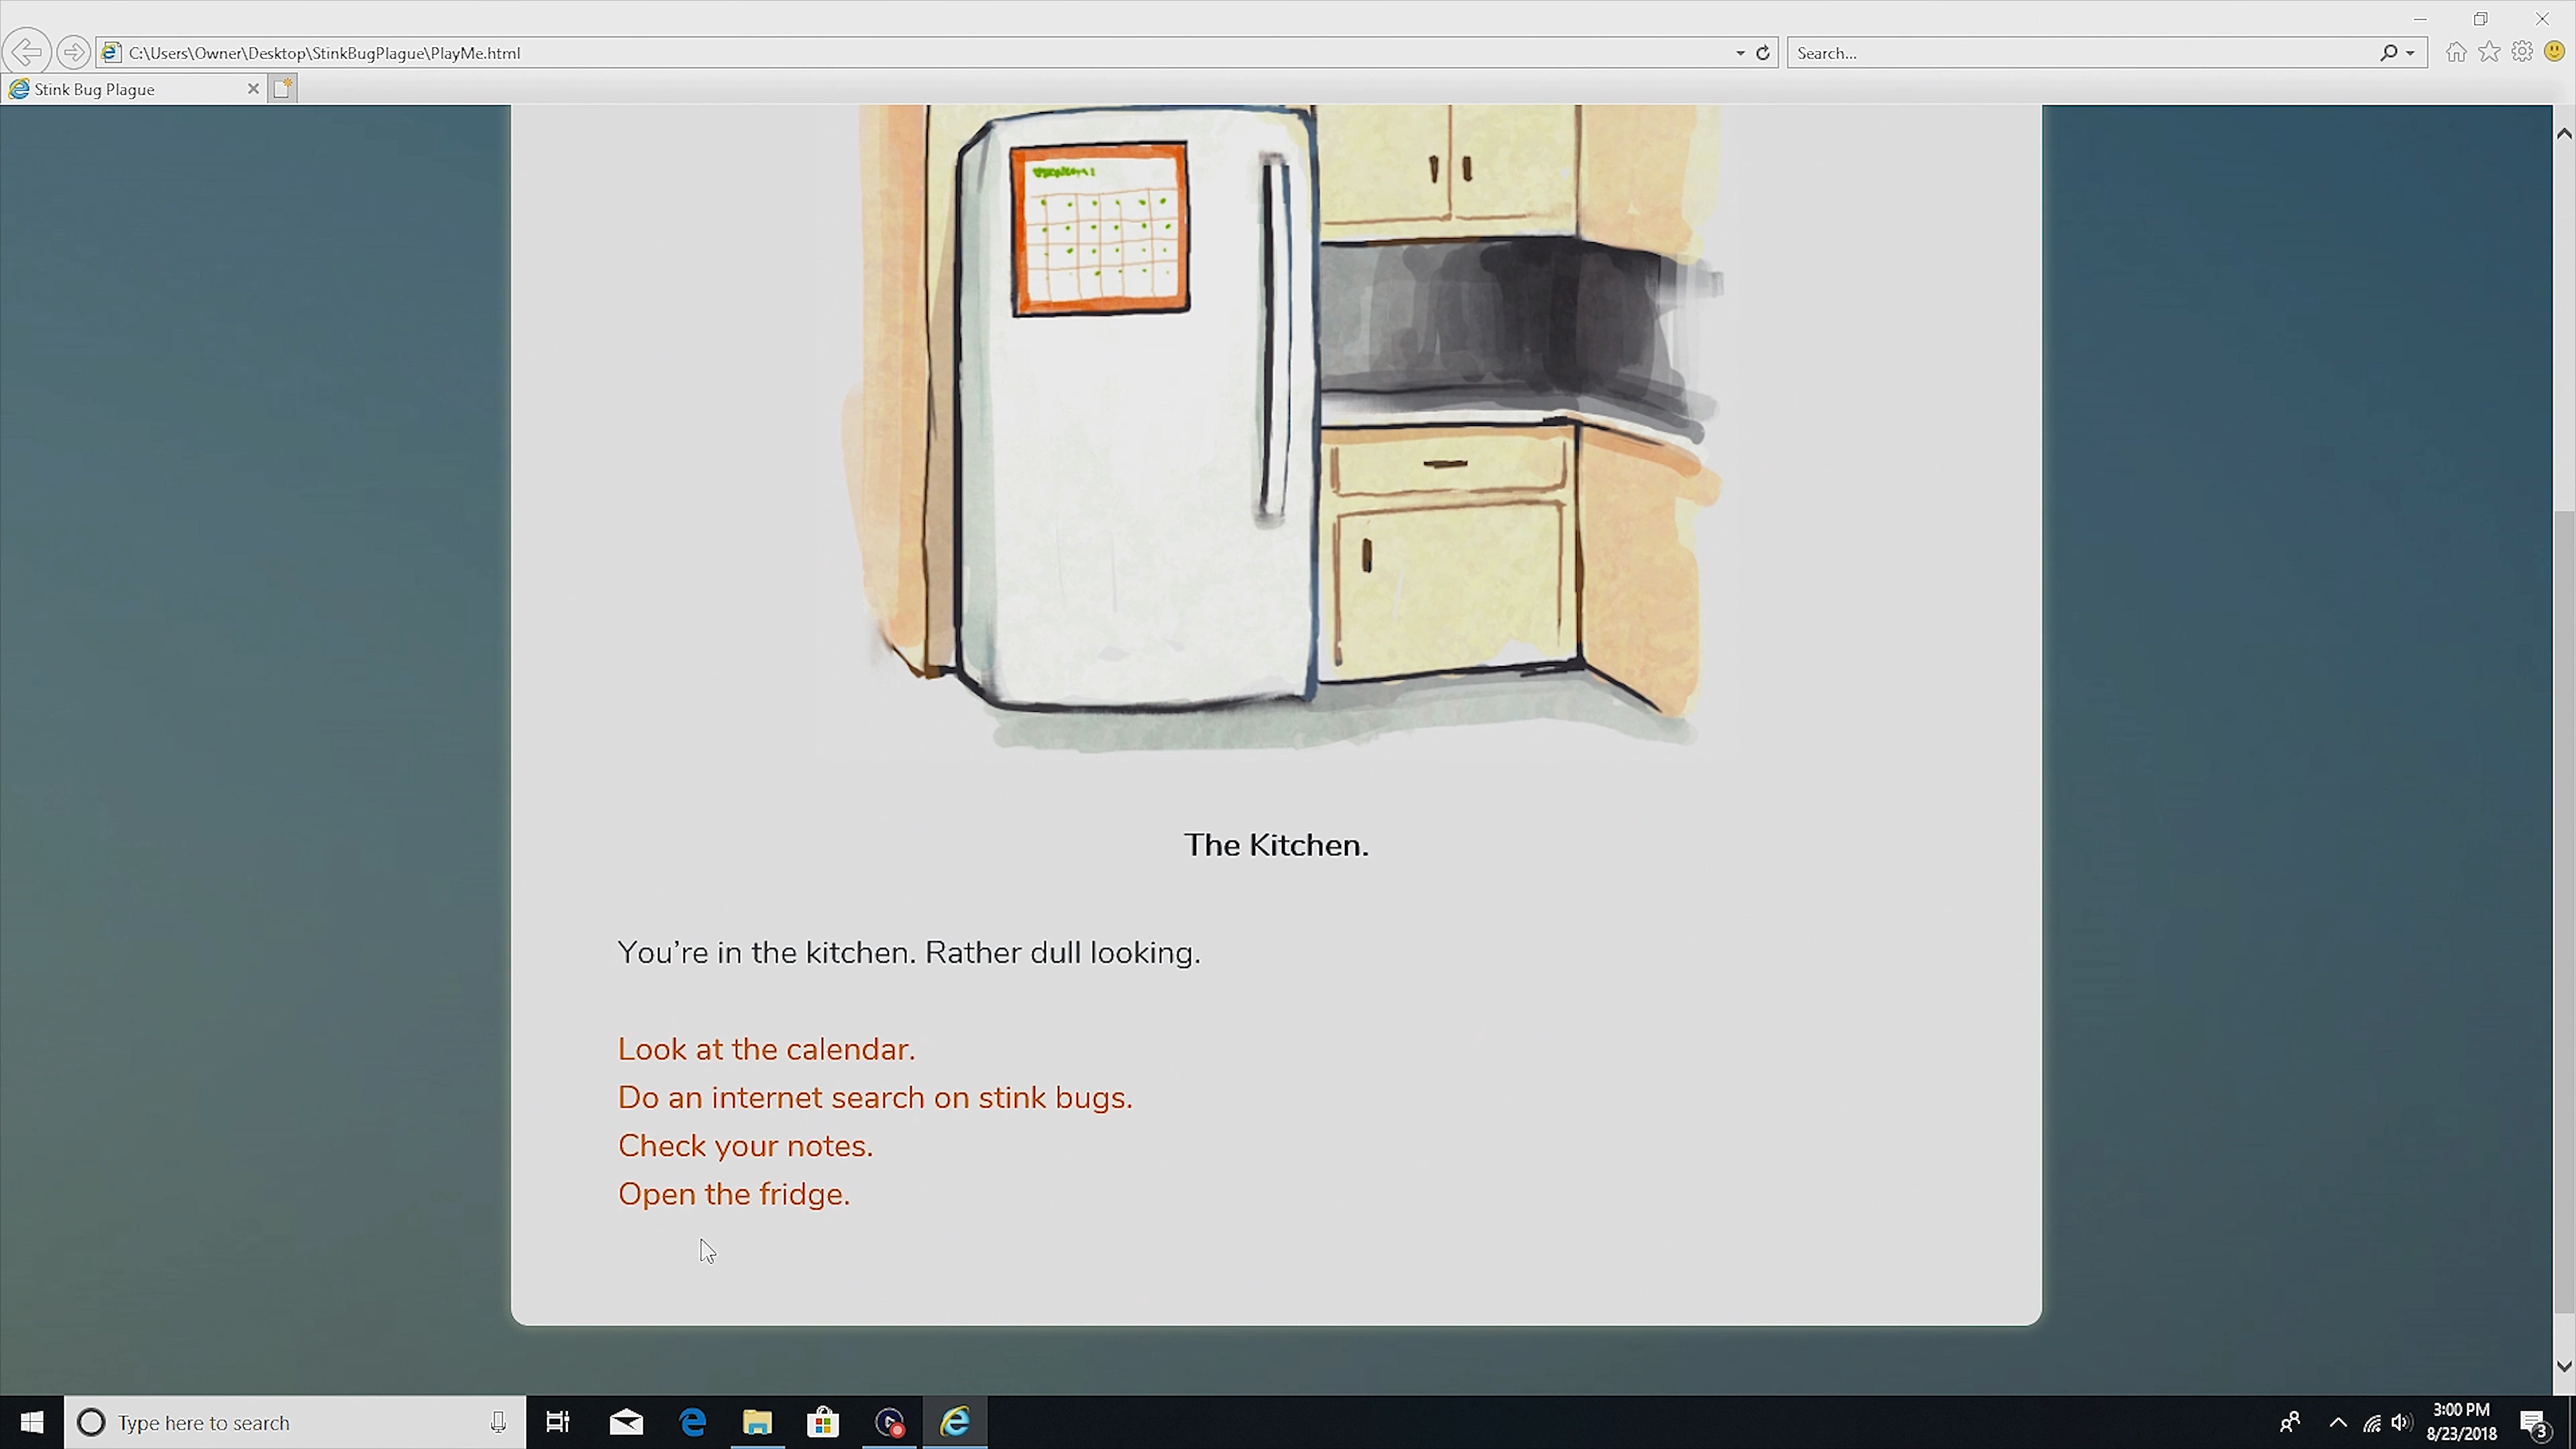 C:\Users\Owner\Desktop\StinkBugPlague\PlayMe.html
Search...
Stink Bug Plague
The Kitchen.
You’re in the kitchen. Rather dull looking.
Look at the calendar.
Do an internet search on stink bugs.
Check your notes.
Open the fridge.
Type here to search
3:00 PM
8/23/2018
3